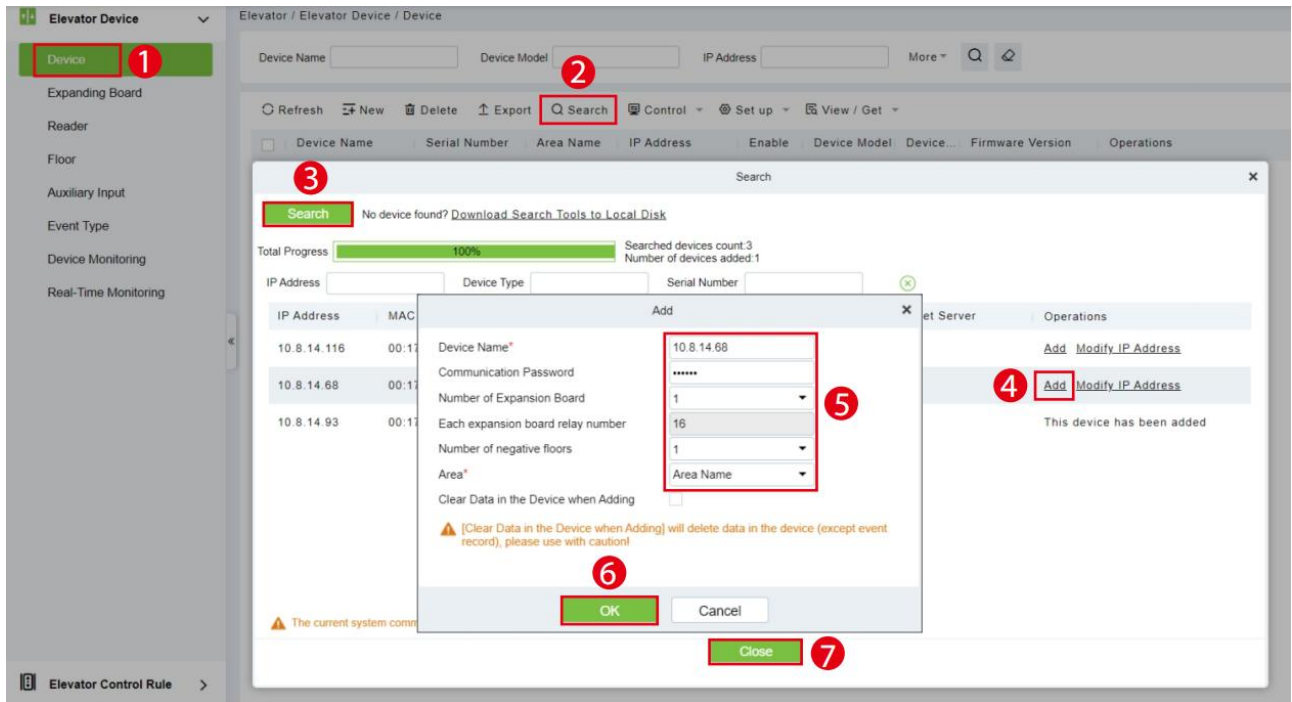 Elevator Device
Elevator / Elevator Device / Device
Device
1
Expanding Board
Reader
Floor
Auxiliary Input
Event Type
Device Monitoring
Real-Time Monitoring
Elevator Control Rule
Device Name Device Model IP Address More
2
Refresh New Delete Export Search Control Set up View / Get
Device Name Serial Number Area Name IP Address Enable Device Model Device... Firmware Version Operations
3
Search
Search No device found? Download Search Tools to Local Disk
Total Progress 100% Searched devices count:3
Number of devices added:1
IP Address Device Type Serial Number
IP Address MAC et Server Operations
10.8.14.116 00:17 Add Modify IP Address
10.8.14.68 00:17 4 Add Modify IP Address
10.8.14.93 00:17 This device has been added
Add
Device Name* 10.8.14.68
Communication Password ••••••
Number of Expansion Board 1
5
Each expansion board relay number 16
Number of negative floors 1
Area* Area Name
Clear Data in the Device when Adding
[Clear Data in the Device when Adding] will delete data in the device (except event
record), please use with caution!
6
OK Cancel
The current system comm
Close 7